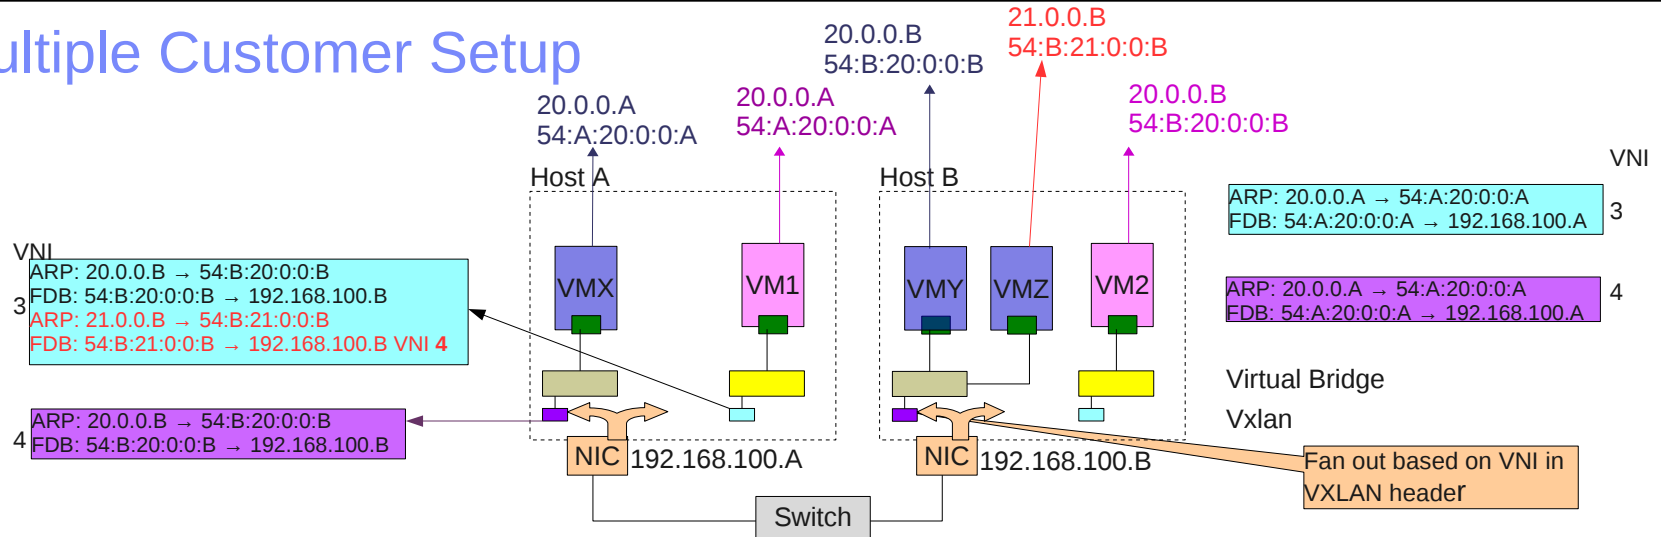 ultiple Customer Setup
20.0.0.A
54:A:20:0:0:A
20.0.0.A
54:A:20:0:0:A
20.0.0.B
54:B:20:0:0:B
21.0.0.B
54:B:21:0:0:B
20.0.0.B
54:B:20:0:0:B
Host A
Host B
VMX
VM1
VMY
VMZ
VM2
VNI
3
ARP: 20.0.0.B → 54:B:20:0:0:B
FDB: 54:B:20:0:0:B → 192.168.100.B
ARP: 21.0.0.B → 54:B:21:0:0:B
FDB: 54:B:21:0:0:B → 192.168.100.B VNI 4
4
ARP: 20.0.0.B → 54:B:20:0:0:B
FDB: 54:B:20:0:0:B → 192.168.100.B
VNI
ARP: 20.0.0.A → 54:A:20:0:0:A
FDB: 54:A:20:0:0:A → 192.168.100.A
3
ARP: 20.0.0.A → 54:A:20:0:0:A
FDB: 54:A:20:0:0:A → 192.168.100.A
4
Virtual Bridge
Vxlan
NIC
192.168.100.A
NIC
192.168.100.B
Fan out based on VNI in
VXLAN header
Switch